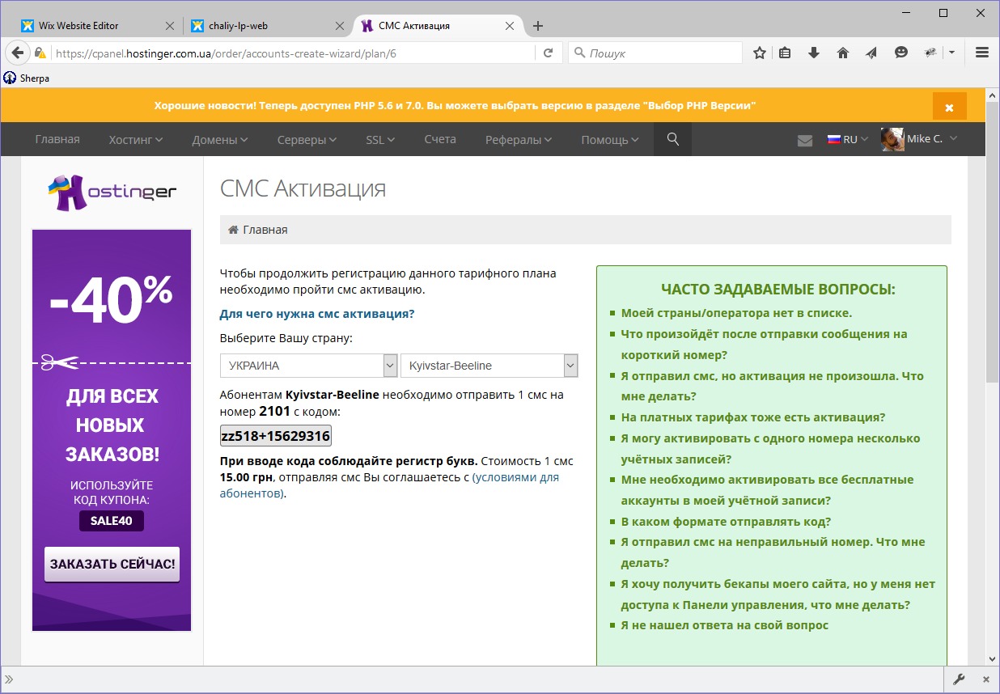 Wix Website Editor
chaliy-lp-web
СМС Активация
https://cpanel.hostinger.com.ua/order/accounts-create-wizard/plan/6
Пошук
Sherpa
Хорошие новости! Теперь доступен PHP 5.6 и 7.0. Вы можете выбрать версию в разделе "Выбор PHP Версии"
Главная Хостинг Домены Серверы SSL Счета Рефералы Помощь RU Mike C.
Hostinger
-40%
ДЛЯ ВСЕХ
НОВЫХ
ЗАКАЗОВ!
ИСПОЛЬЗУЙТЕ
КОД КУПОНА:
SALE40
ЗАКАЗАТЬ СЕЙЧАС!
СМС Активация
Главная
Чтобы продолжить регистрацию данного тарифного плана
необходимо пройти смс активацию.
Для чего нужна смс активация?
Выберите Вашу страну:
УКРАИНА Kyivstar-Beeline
Абонентам Kyivstar-Beeline необходимо отправить 1 смс на
номер 2101 с кодом:
zz518+15629316
При вводе кода соблюдайте регистр букв. Стоимость 1 смс
15.00 грн, отправляя смс Вы соглашаетесь с (условиями для
абонентов).
ЧАСТО ЗАДАВАЕМЫЕ ВОПРОСЫ:
Моей страны/оператора нет в списке.
Что произойдёт после отправки сообщения на
короткий номер?
Я отправил смс, но активация не произошла. Что
мне делать?
На платных тарифах тоже есть активация?
Я могу активировать с одного номера несколько
учётных записей?
Мне необходимо активировать все бесплатные
аккаунты в моей учётной записи?
В каком формате отправлять код?
Я отправил смс на неправильный номер. Что мне
делать?
Я хочу получить бекапы моего сайта, но у меня нет
доступа к Панели управления, что мне делать?
Я не нашел ответа на свой вопрос